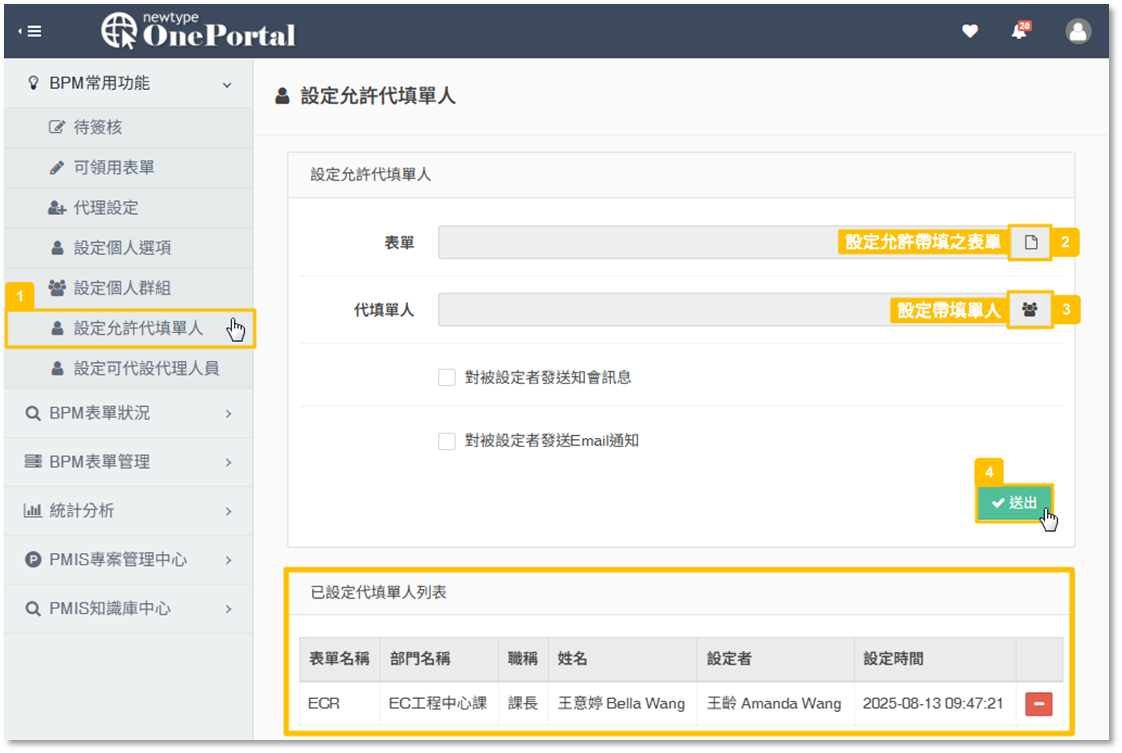 newtype
OnePortal
28
BPM常用功能
待簽核
可領用表單
代理設定
設定個人選項
設定個人群組
1
設定允許代填單人
設定可代設代理人員
BPM表單狀況
BPM表單管理
統計分析
PMIS專案管理中心
PMIS知識庫中心
設定允許代填單人
設定允許代填單人
表單
設定允許帶填之表單
2
代填單人
設定帶填單人
3
對被設定者發送知會訊息
對被設定者發送Email通知
4
送出
已設定代填單人列表
表單名稱 部門名稱 職稱 姓名 設定者 設定時間
ECR EC工程中心課 課長 王意婷 Bella Wang 王齡 Amanda Wang 2025-08-13 09:47:21